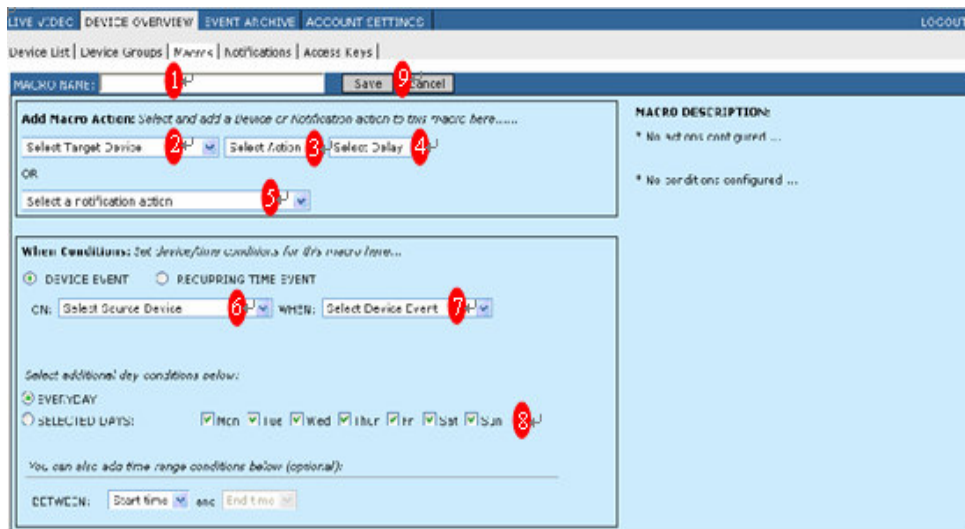 LIVE VIDEO DEVICE OVERVIEW EVENT ARCHIVE ACCOUNT SETTINGS LOGOUT
Device List | Device Groups | Macros | Notifications | Access Keys |
MACRO NAME: 1 Save 9 Cancel
Add Macro Action: Select and add a Device or Notification action to this macro here......
Select Target Device 2 Select Action 3 Select Delay 4
OR
Select a notification action 5
MACRO DESCRIPTION:
* No actions configured ...
* No conditions configured ...
When Conditions: Set device/time conditions for this macro here...
DEVICE EVENT RECURRING TIME EVENT
ON: Select Source Device 6 WHEN: Select Device Event 7
Select additional day conditions below:
EVERYDAY
SELECTED DAYS: Mon Tue Wed Thur Fri Sat Sun 8
You can also add time range conditions below (optional):
BETWEEN: Start time and End time